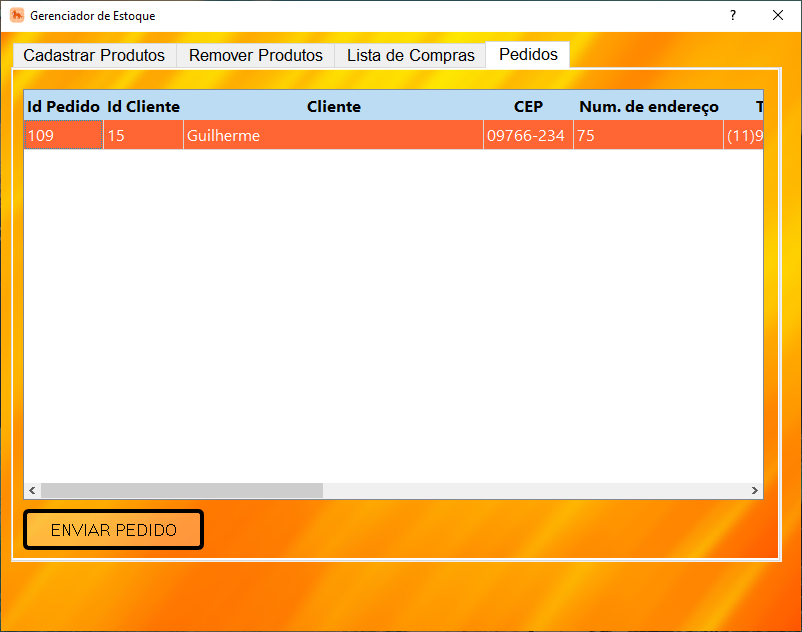 Gerenciador de Estoque ?
Cadastrar Produtos Remover Produtos Lista de Compras Pedidos
Id Pedido Id Cliente Cliente CEP Num. de endereço T
109 15 Guilherme 09766-234 75 (11)9
ENVIAR PEDIDO